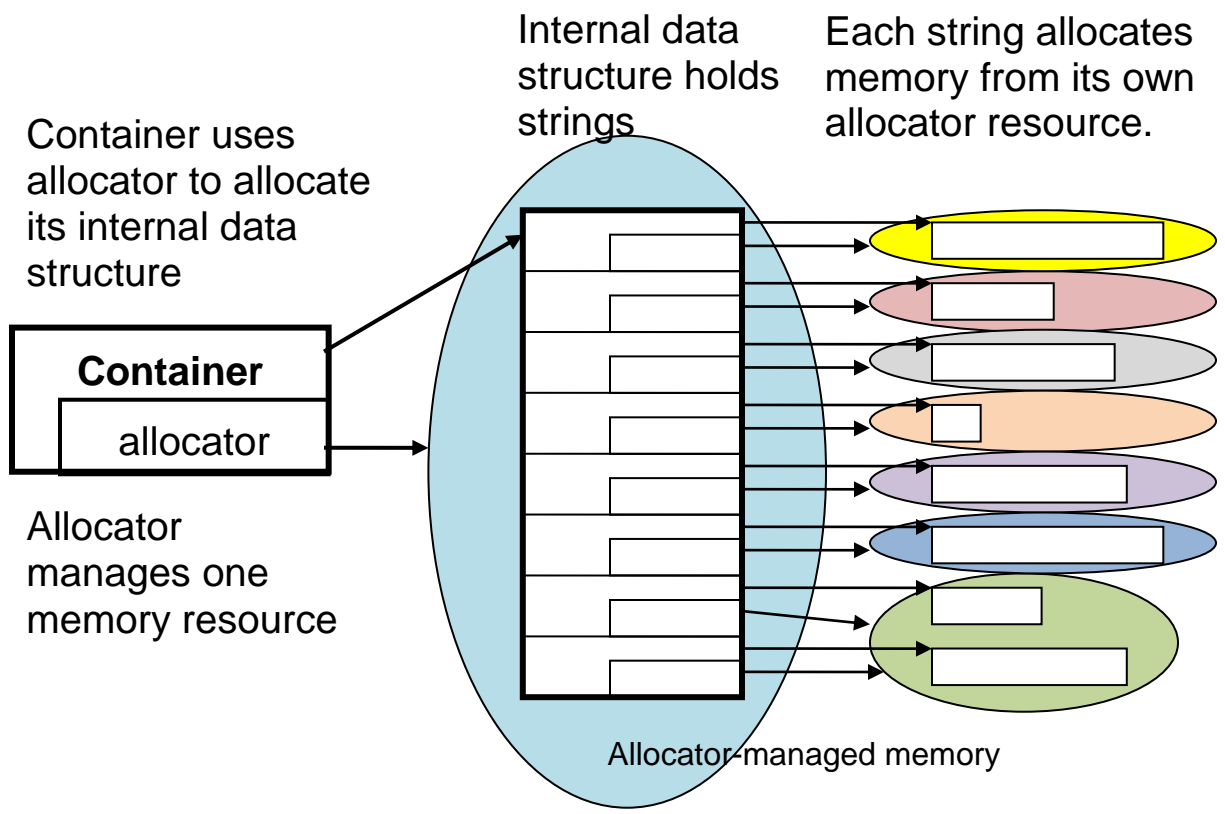 Internal data
structure holds
strings
Each string allocates
memory from its own
allocator resource.
Container uses
allocator to allocate
its internal data
structure
Container
allocator
Allocator
manages one
memory resource
Allocator-managed memory